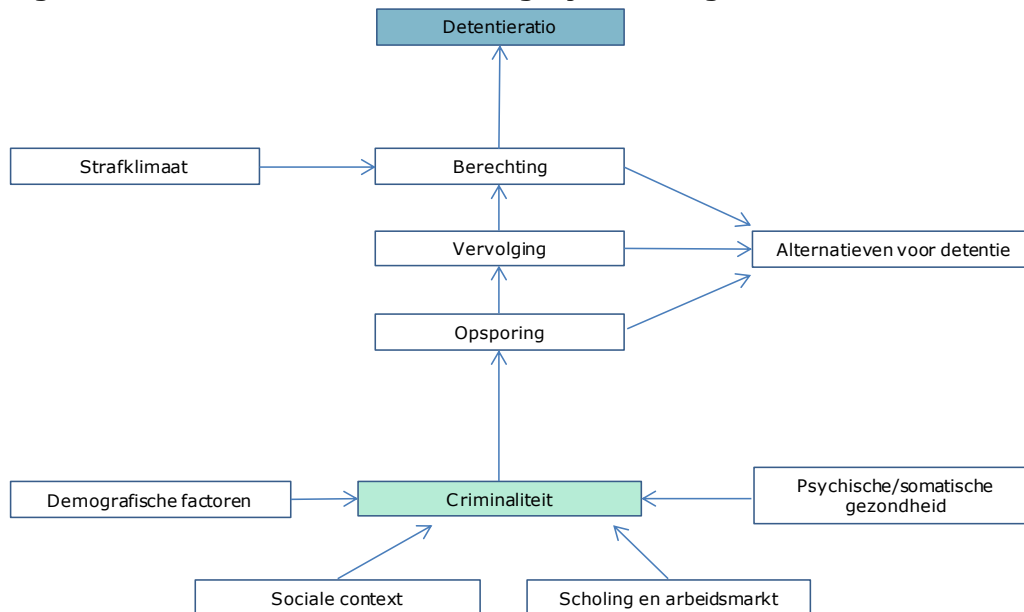 Detentieratio
Strafklimaat
Berechting
Vervolging
Alternatieven voor detentie
Opsporing
Demografische factoren
Criminaliteit
Psychische/somatische
gezondheid
Sociale context
Scholing en arbeidsmarkt